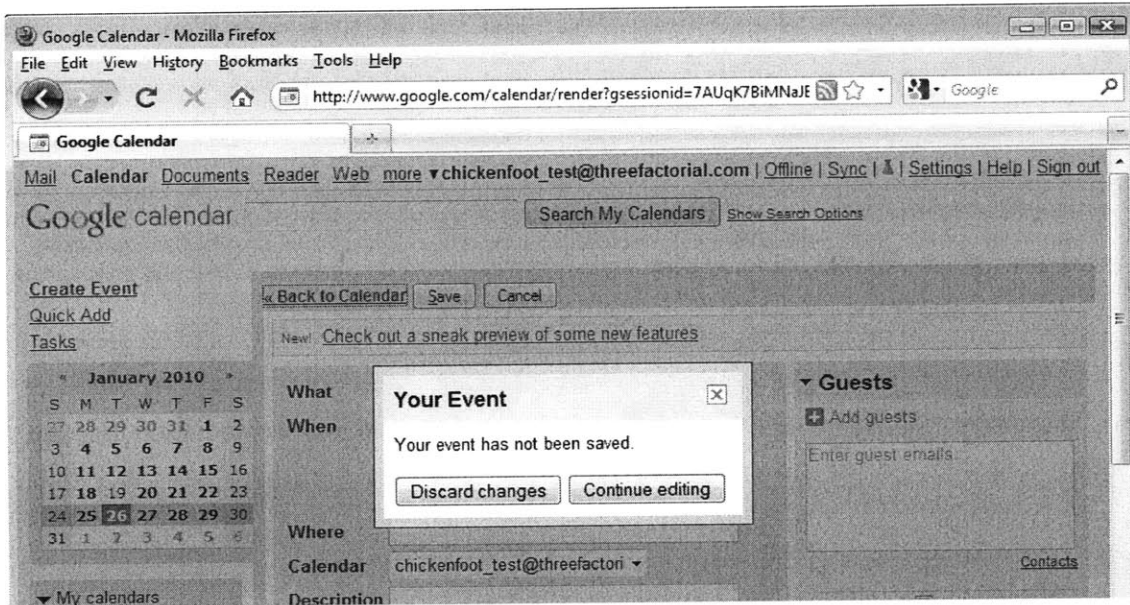 Google Calendar - Mozilla Firefox
File Edit View History Bookmarks Tools Help
http://www.google.com/calendar/render?gsessionid=7AUqK7BiMNaJE Google
Google Calendar
Mail Calendar Documents Reader Web more ▾ chickenfoot_test@threefactorial.com | Offline | Sync | | Settings | Help | Sign out
Google calendar Search My Calendars Show Search Options
Create Event
Quick Add
Tasks
« Back to Calendar Save Cancel
New! Check out a sneak preview of some new features
« January 2010 »
S M T W T F S
27 28 29 30 31 1 2
3 4 5 6 7 8 9
10 11 12 13 14 15 16
17 18 19 20 21 22 23
24 25 26 27 28 29 30
31 1 2 3 4 5 6
My calendars
What
When
Where
Calendar chickenfoot_test@threefactori
Description
Your Event
Your event has not been saved.
Discard changes Continue editing
Guests
Add guests
Enter guest emails
Contacts